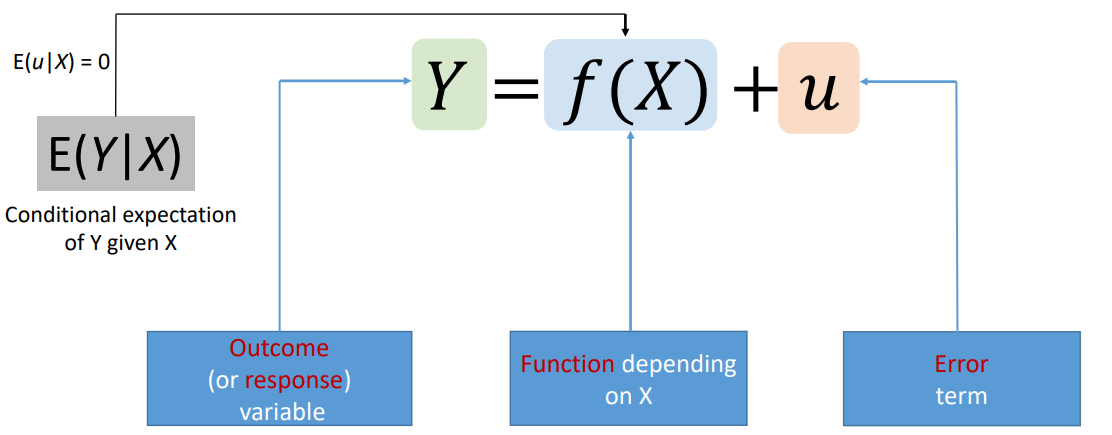 E(u|X) = 0
Y = f(X) + u
E(Y|X)
Conditional expectation
of Y given X
Outcome
(or response)
variable
Function depending
on X
Error
term